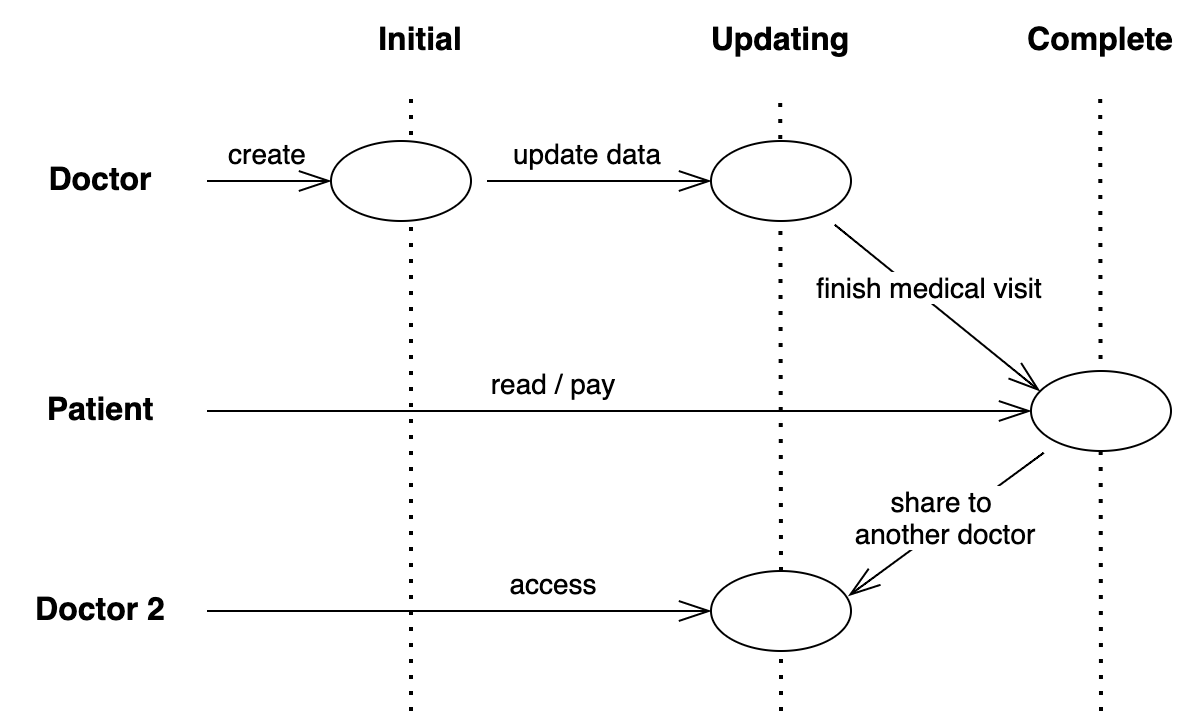 Initial
Updating
Complete
create
update data
Doctor
finish medical visit
read / pay
Patient
share to
another doctor
access
Doctor 2